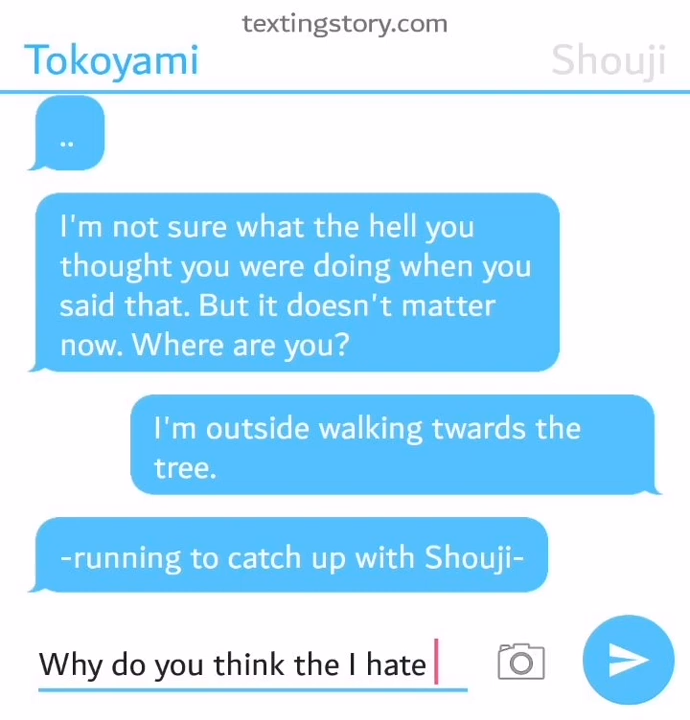 textingstory.com
Tokoyami
Shouji
..
I'm not sure what the hell you
thought you were doing when you
said that. But it doesn't matter
now. Where are you?
I'm outside walking twards the
tree.
-running to catch up with Shouji-
Why do you think the I hate